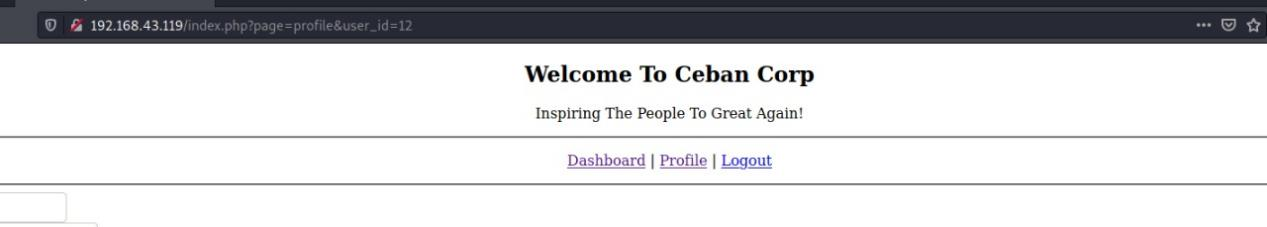 192.168.43.119/index.php?page=profile&user_id=12
Welcome To Ceban Corp
Inspiring The People To Great Again!
Dashboard | Profile | Logout